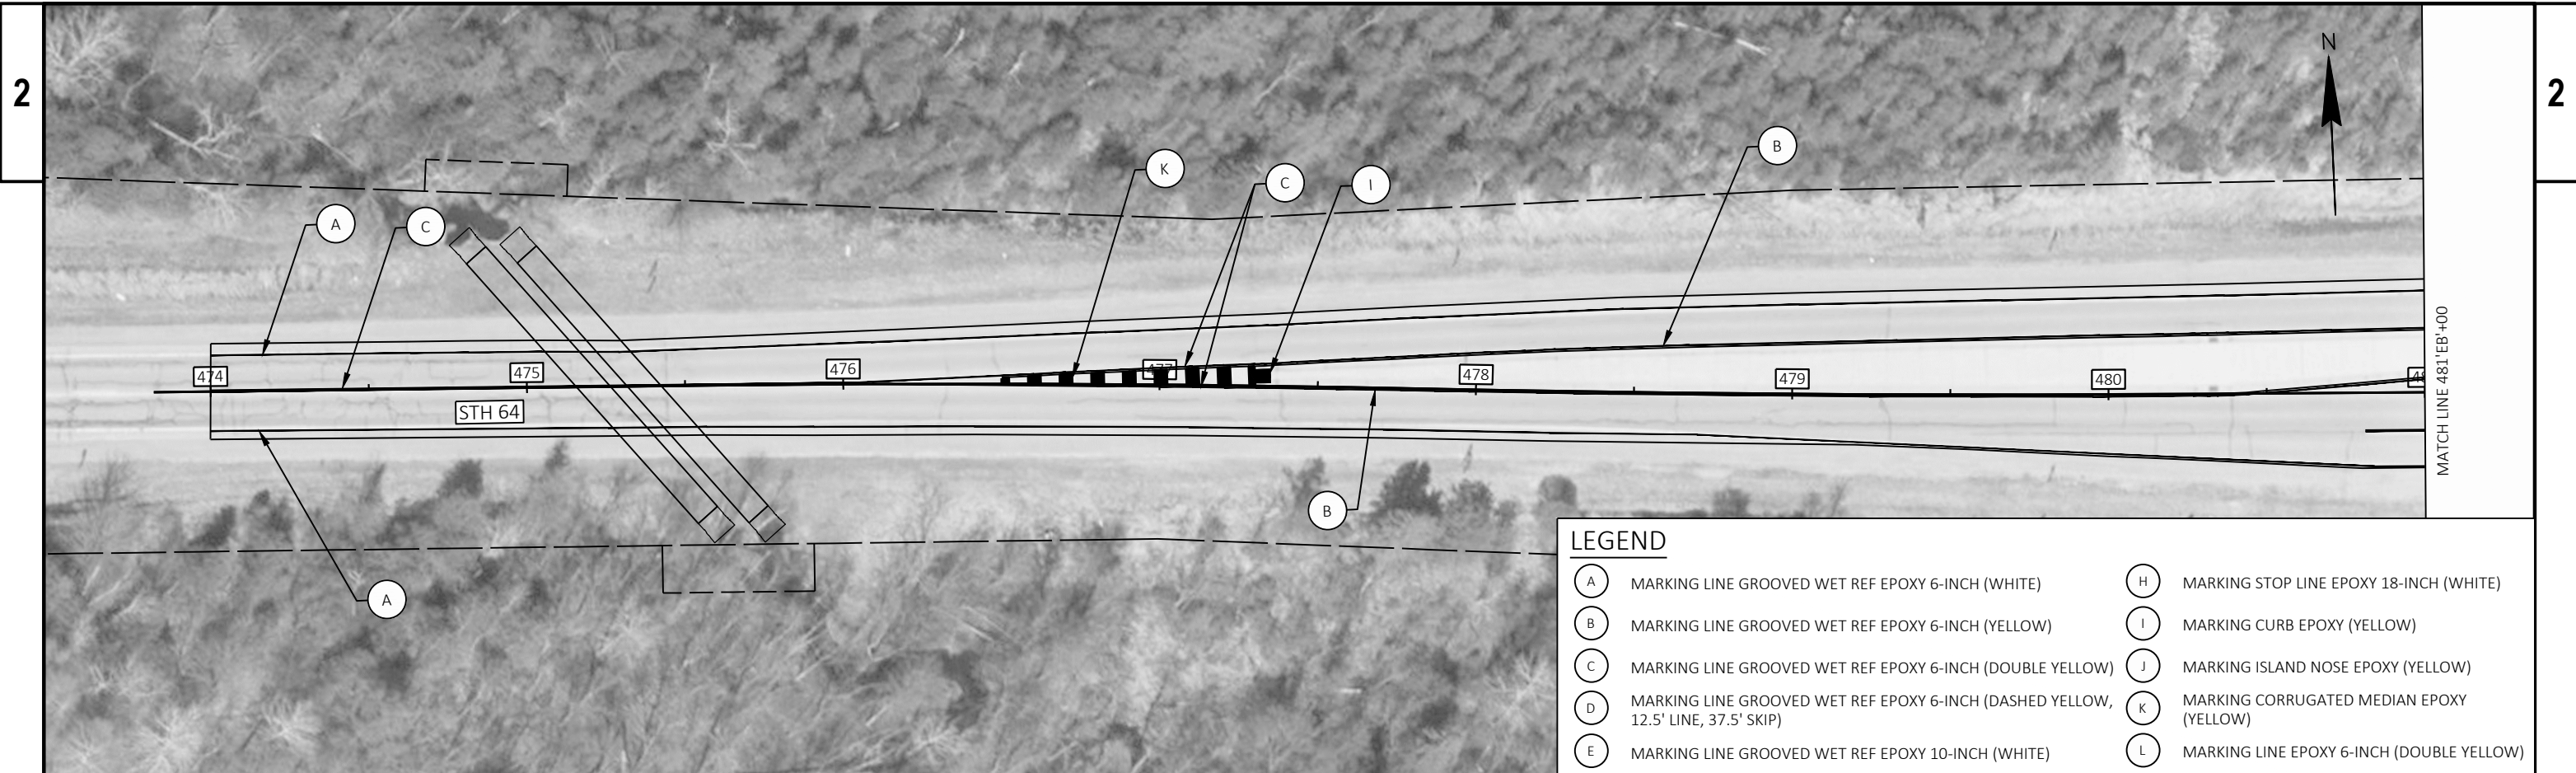 2
2
N
B
K
C
I
A
C
474
475
476
477
478
479
480
STH 64
MATCH LINE 481'EB'+00
B
A
LEGEND
A MARKING LINE GROOVED WET REF EPOXY 6-INCH (WHITE)
B MARKING LINE GROOVED WET REF EPOXY 6-INCH (YELLOW)
C MARKING LINE GROOVED WET REF EPOXY 6-INCH (DOUBLE YELLOW)
D MARKING LINE GROOVED WET REF EPOXY 6-INCH (DASHED YELLOW,
12.5' LINE, 37.5' SKIP)
E MARKING LINE GROOVED WET REF EPOXY 10-INCH (WHITE)
H MARKING STOP LINE EPOXY 18-INCH (WHITE)
I MARKING CURB EPOXY (YELLOW)
J MARKING ISLAND NOSE EPOXY (YELLOW)
K MARKING CORRUGATED MEDIAN EPOXY
(YELLOW)
L MARKING LINE EPOXY 6-INCH (DOUBLE YELLOW)